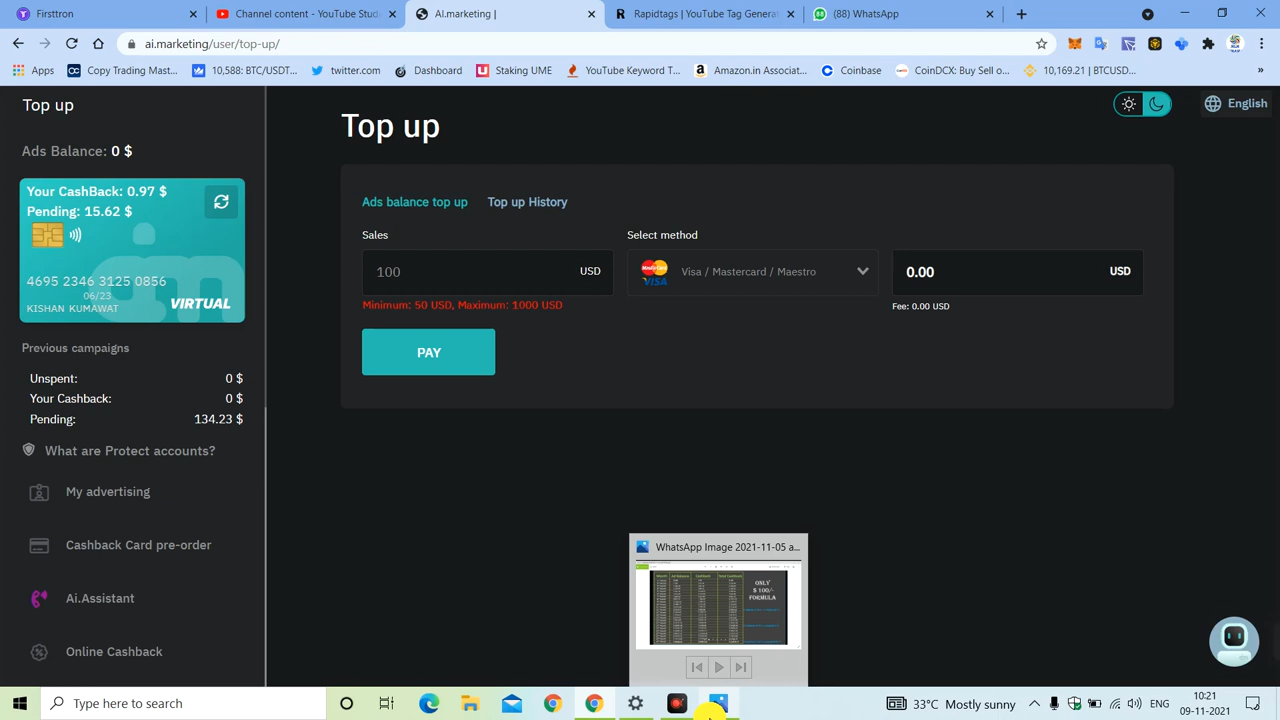 Firsttron
Channel content - YouTube Stud
AI.marketing |
Rapidtags | YouTube Tag Generat
(88) WhatsApp
ai.marketing/user/top-up/
Apps
Copy Trading Mast...
10,588: BTC/USDT...
twitter.com
Dashboard
Staking UME
YouTube Keyword T...
Amazon.in Associat...
Coinbase
CoinDCX: Buy Sell o...
10,169.21 | BTCUSD...
»
Top up
Ads Balance: 0 $
Your CashBack: 0.97 $
Pending: 15.62 $
4695 2346 3125 0856
06/23
KISHAN KUMAWAT
VIRTUAL
Previous campaigns
Unspent: 0 $
Your Cashback: 0 $
Pending: 134.23 $
What are Protect accounts?
My advertising
Cashback Card pre-order
Ai.Assistant
Online Cashback
English
Top up
Ads balance top up
Top up History
Sales
Select method
100 USD
MasterCard
VISA
Visa / Mastercard / Maestro
0.00 USD
Minimum: 50 USD, Maximum: 1000 USD
Fee: 0.00 USD
PAY
WhatsApp Image 2021-11-05 a...
ONLY
$ 100/-
FORMULA
Type here to search
33°C Mostly sunny
ENG
10:21
09-11-2021